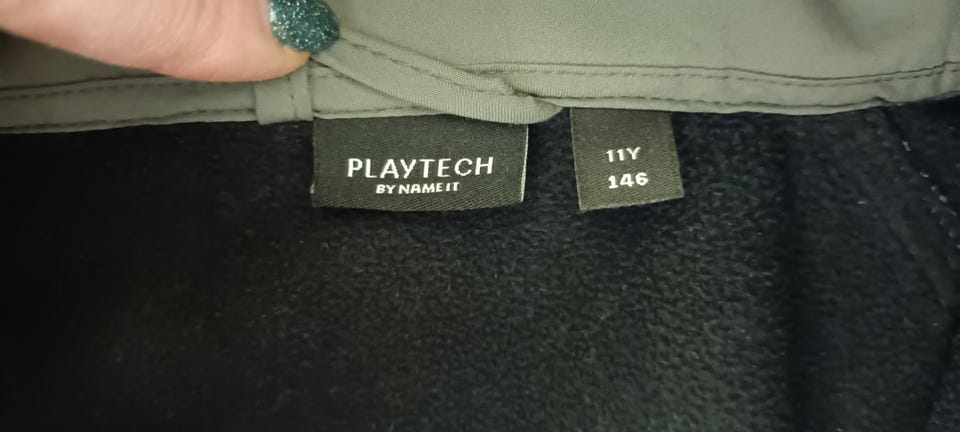 PLAYTECH
BY NAME IT
11Y
146